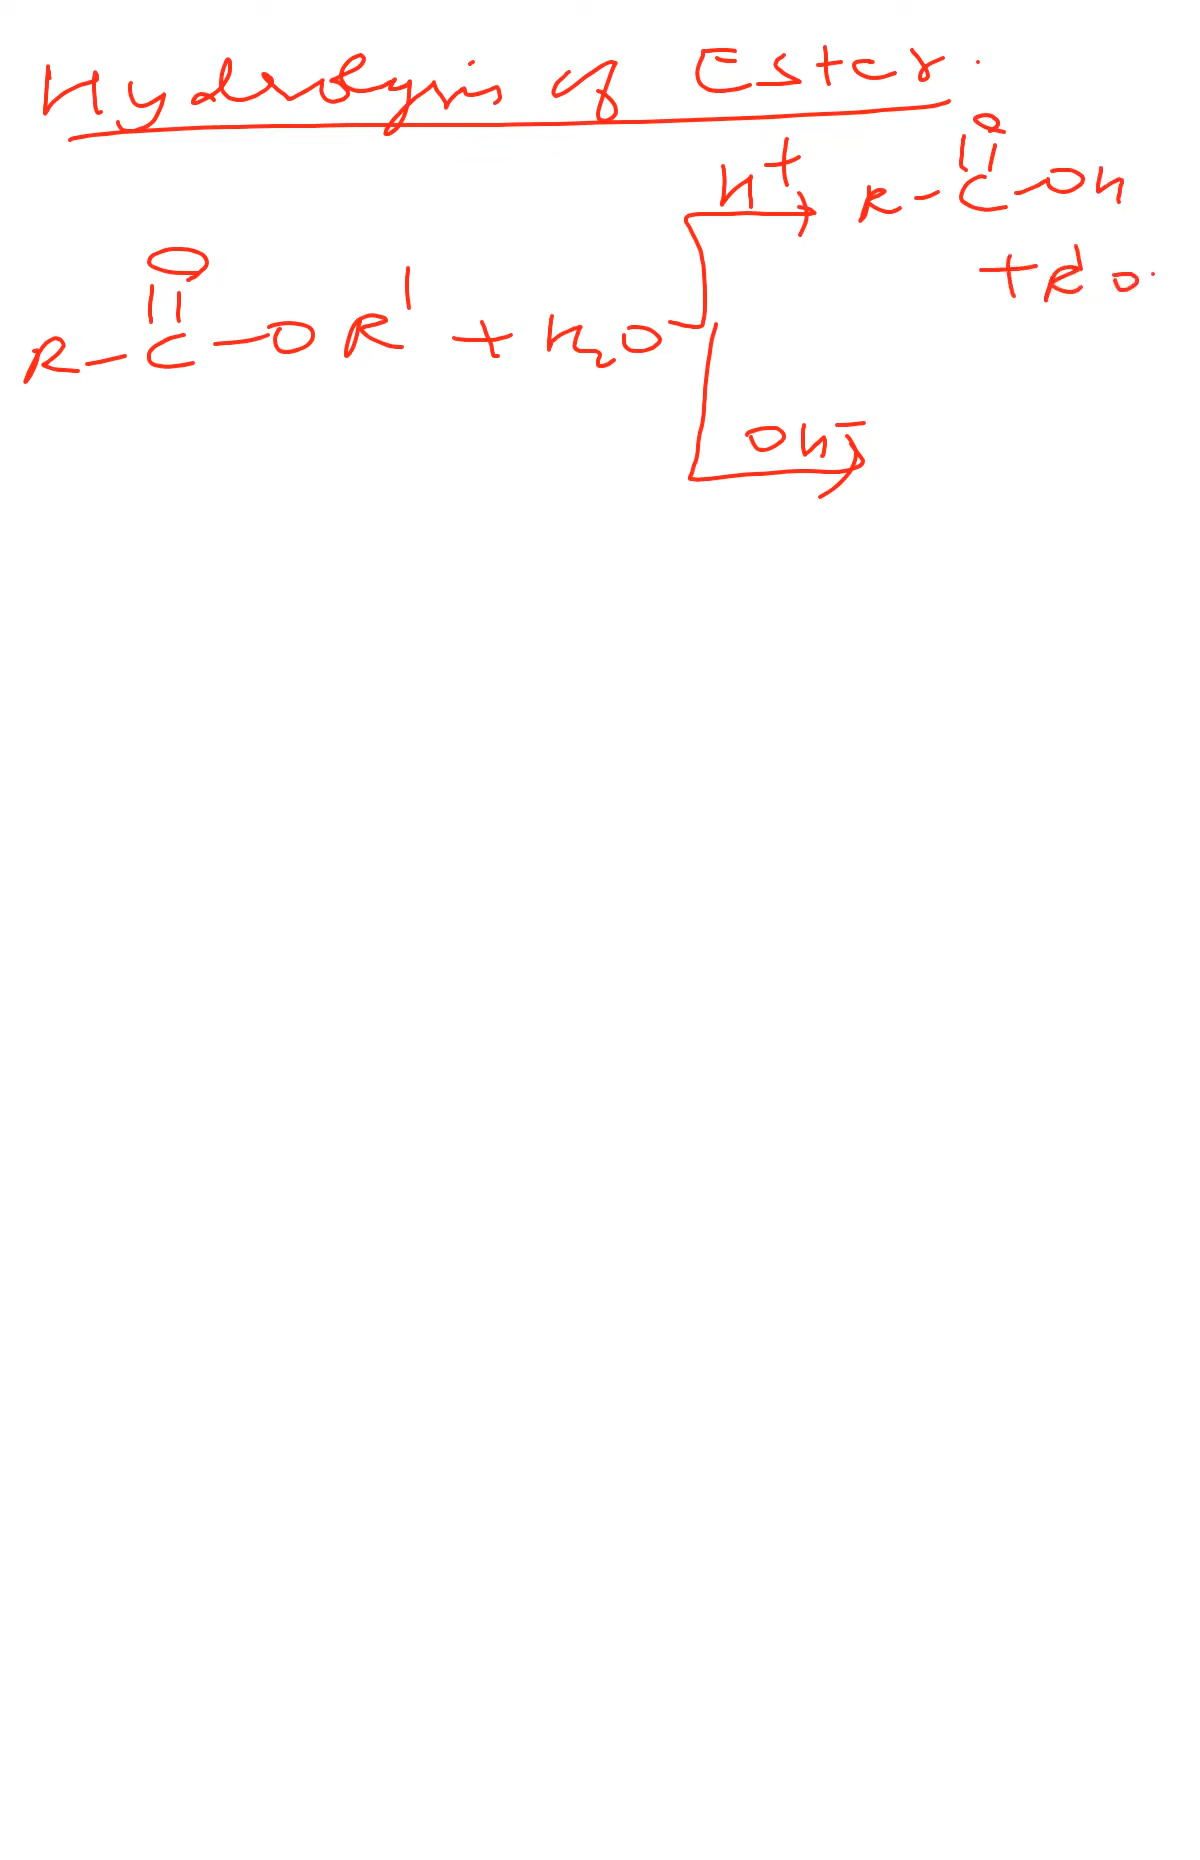 Hydrolysis of Ester.
R-C(=O)-OR' + H2O
H+ → R-C(=O)-OH
+ R'O.
OH- →